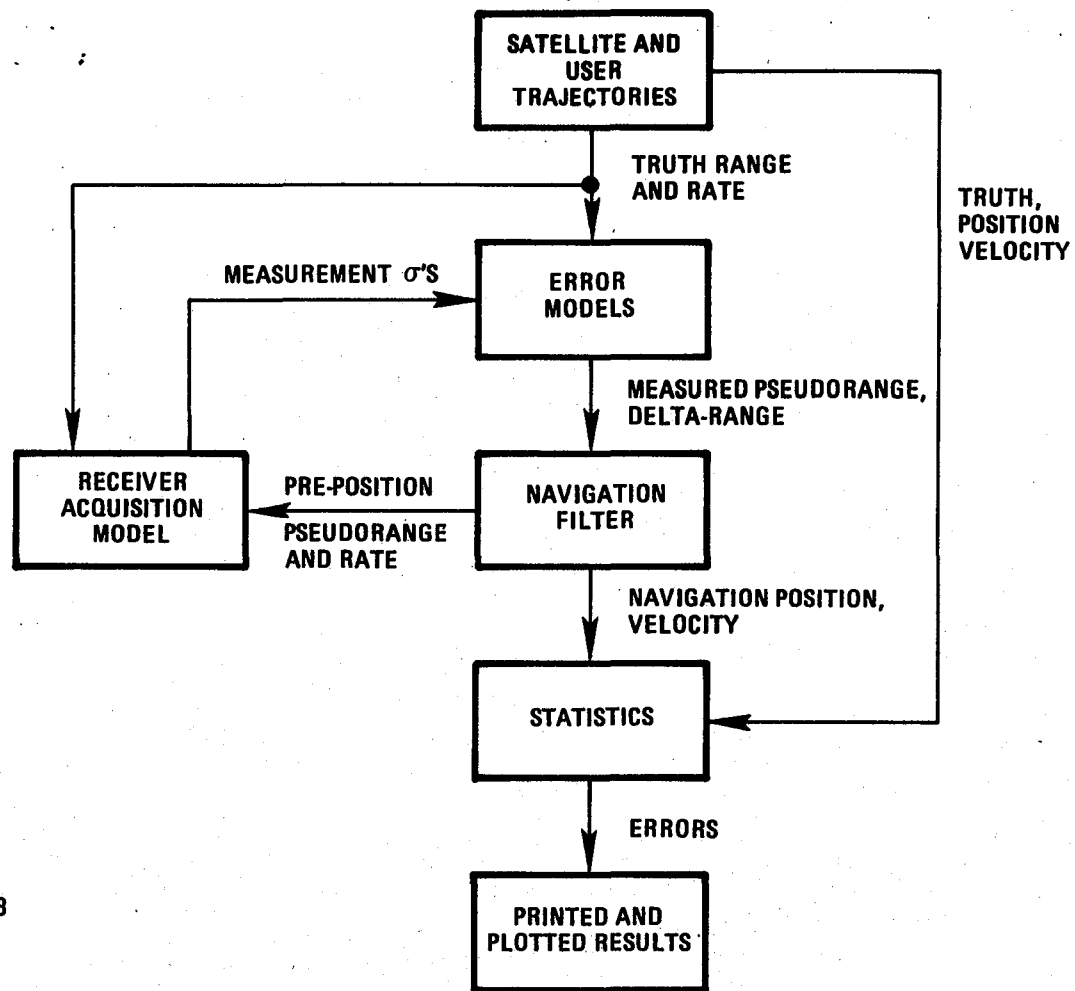 SATELLITE AND
USER
TRAJECTORIES
TRUTH RANGE
AND RATE
TRUTH,
POSITION
VELOCITY
MEASUREMENT σ'S
ERROR
MODELS
MEASURED PSEUDORANGE,
DELTA-RANGE
RECEIVER
ACQUISITION
MODEL
PRE-POSITION
PSEUDORANGE
AND RATE
NAVIGATION
FILTER
NAVIGATION POSITION,
VELOCITY
STATISTICS
ERRORS
3
PRINTED AND
PLOTTED RESULTS